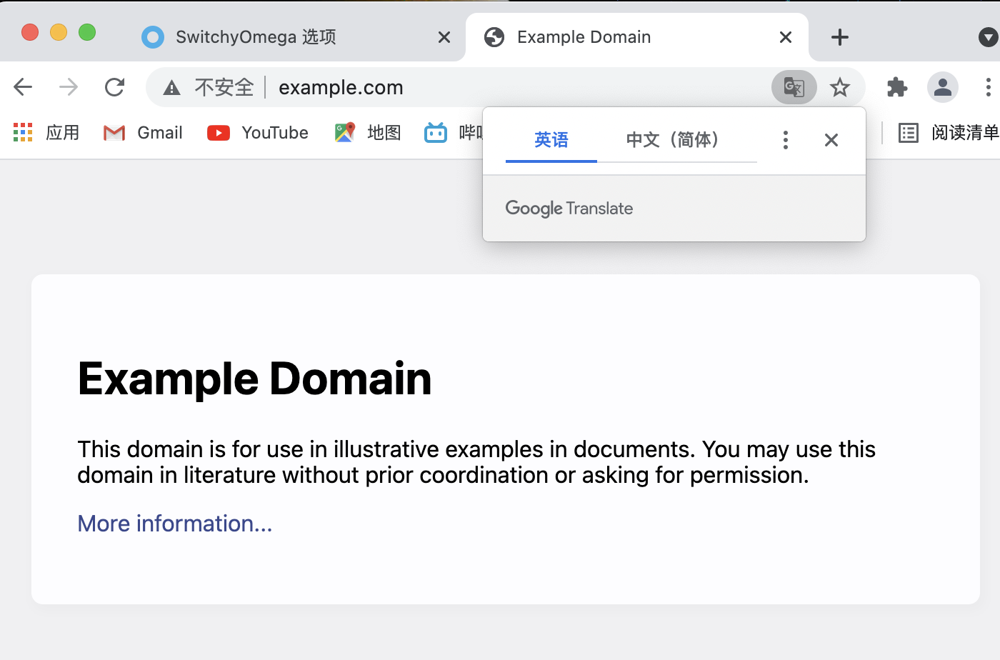 SwitchyOmega 选项
Example Domain
不安全
example.com
应用
Gmail
YouTube
地图
阅读清单
英语
中文（简体）
Google Translate
Example Domain
This domain is for use in illustrative examples in documents. You may use this
domain in literature without prior coordination or asking for permission.
More information...